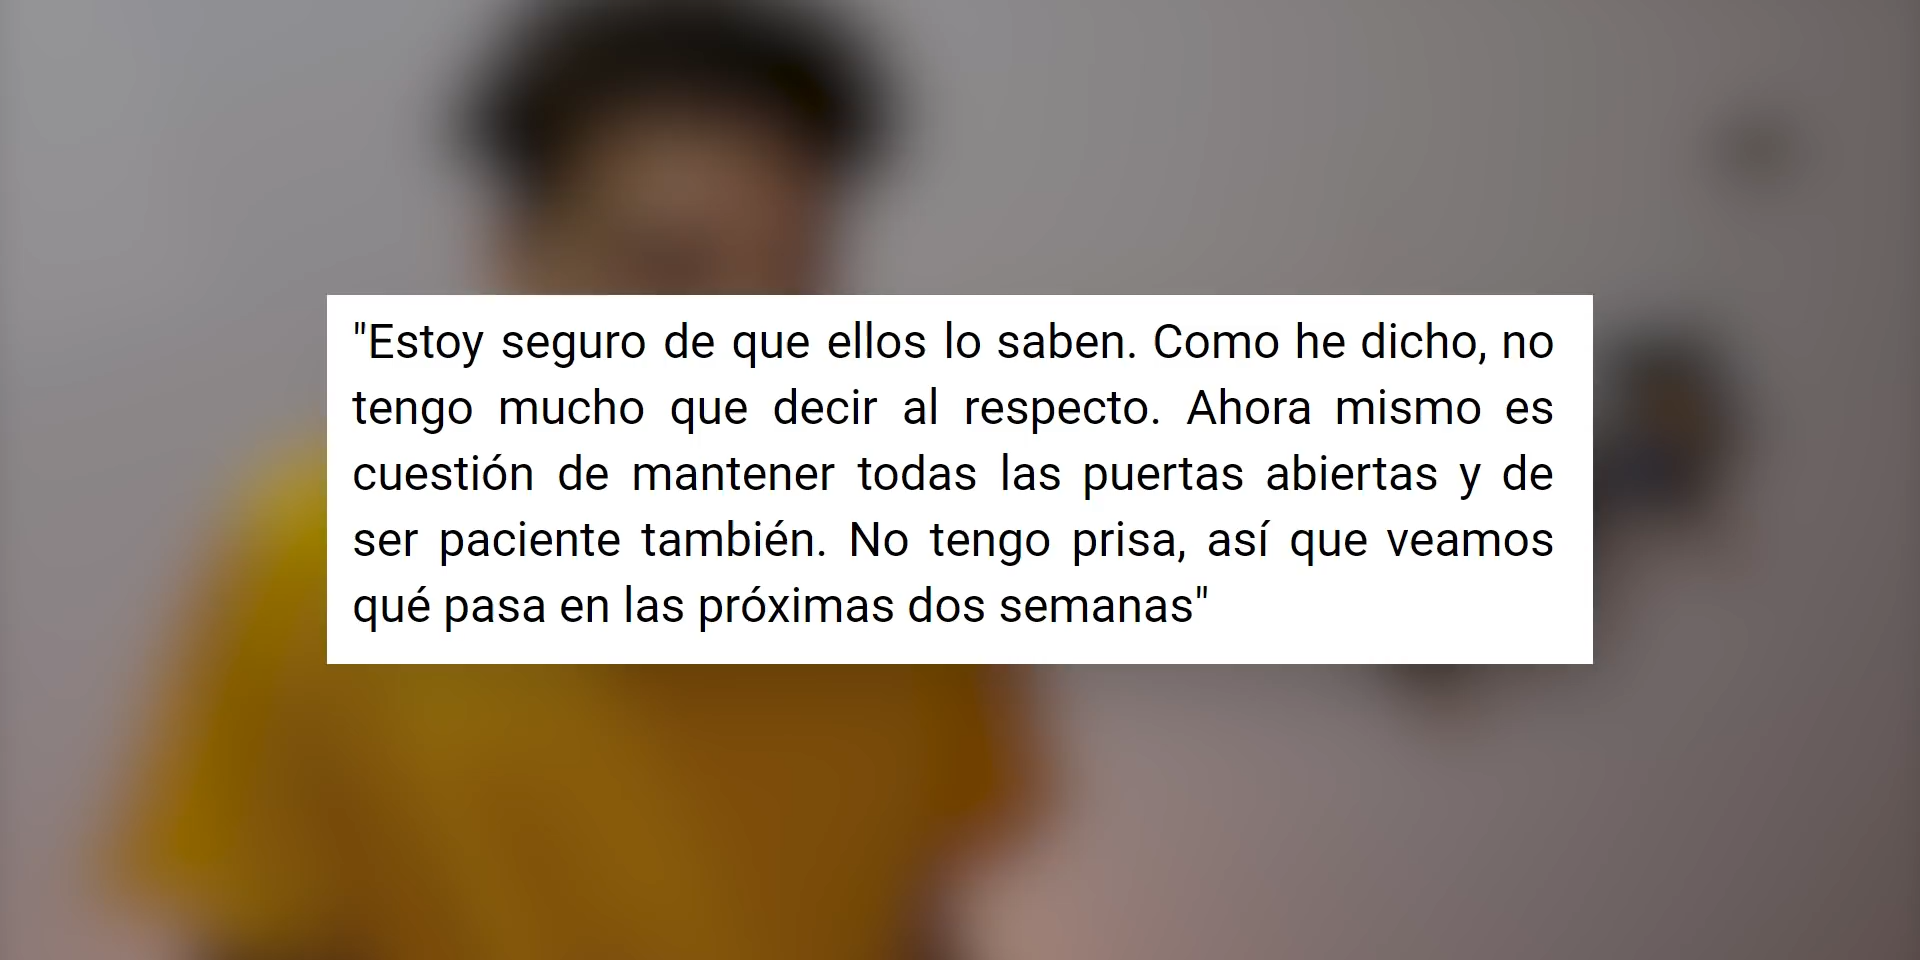 "Estoy seguro de que ellos lo saben. Como he dicho, no
tengo mucho que decir al respecto. Ahora mismo es
cuestión de mantener todas las puertas abiertas y de
ser paciente también. No tengo prisa, así que veamos
qué pasa en las próximas dos semanas"